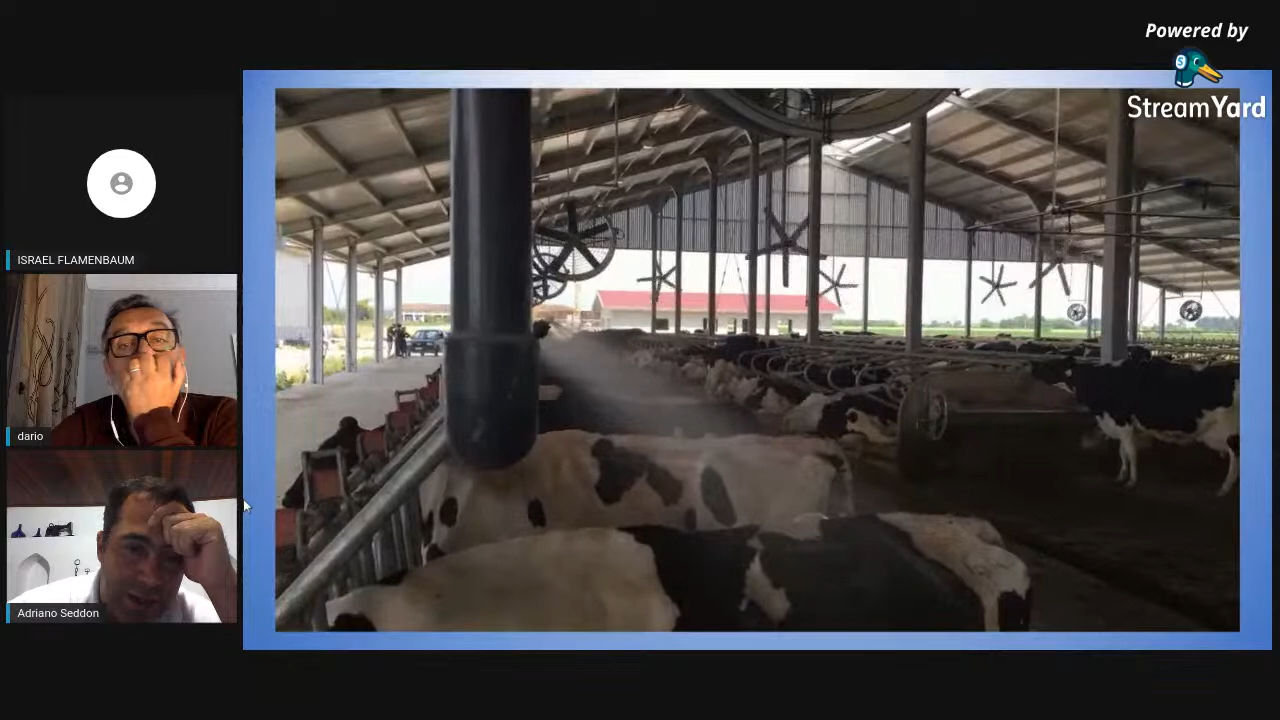 Powered by
StreamYard
ISRAEL FLAMENBAUM
dario
Adriano Seddon